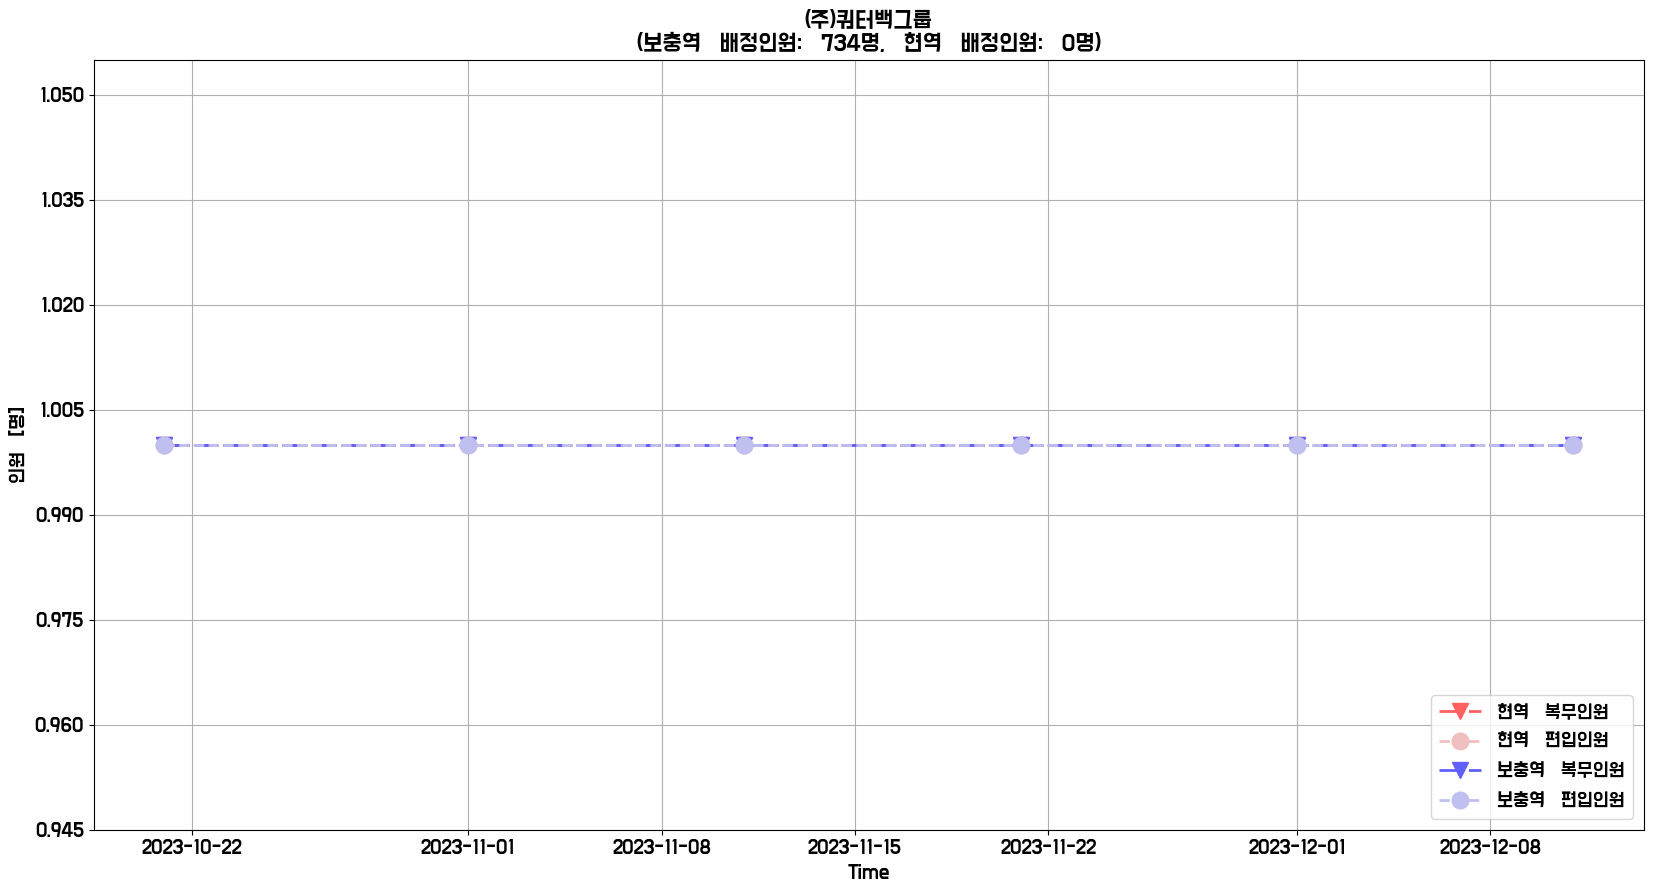 (주)쿼터백그룹
(보충역 배정인원: 734명, 현역 배정인원: 0명)
1.050
1.035
1.020
1.005
0.990
0.975
0.960
0.945
인원 [명]
2023-10-22
2023-11-01
2023-11-08
2023-11-15
2023-11-22
2023-12-01
2023-12-08
Time
현역 복무인원
현역 편입인원
보충역 복무인원
보충역 편입인원